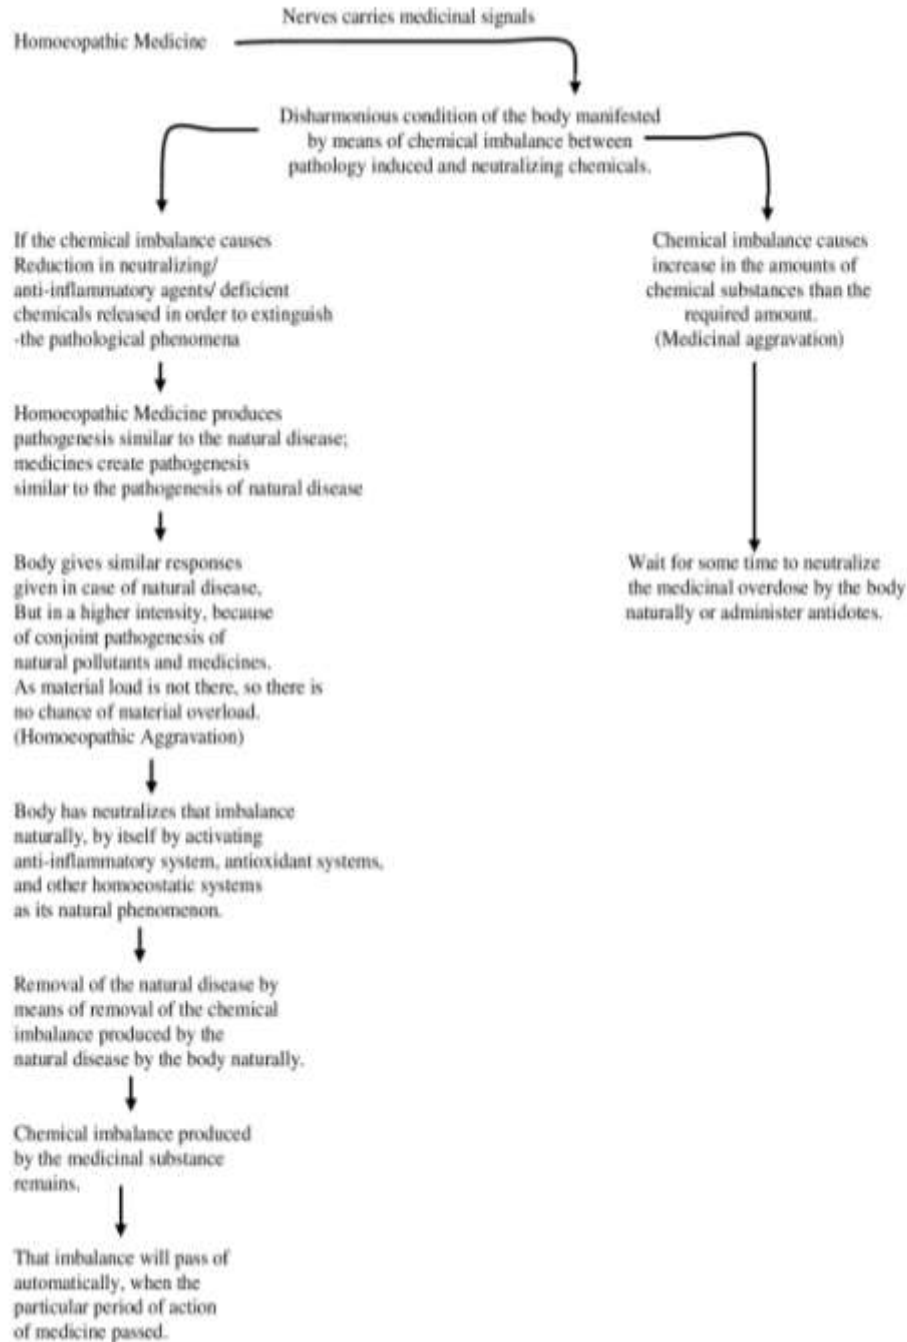 Nerves carries medicinal signals
Homoeopathic Medicine
Disharmonious condition of the body manifested
by means of chemical imbalance between
pathology induced and neutralizing chemicals.
If the chemical imbalance causes
Reduction in neutralizing/
anti-inflammatory agents/ deficient
chemicals released in order to extinguish
-the pathological phenomena
Chemical imbalance causes
increase in the amounts of
chemical substances than the
required amount.
(Medicinal aggravation)
Homoeopathic Medicine produces
pathogenesis similar to the natural disease;
medicines create pathogenesis
similar to the pathogenesis of natural disease
Body gives similar responses
given in case of natural disease,
But in a higher intensity, because
of conjoint pathogenesis of
natural pollutants and medicines.
As material load is not there, so there is
no chance of material overload.
(Homoeopathic Aggravation)
Wait for some time to neutralize
the medicinal overdose by the body
naturally or administer antidotes.
Body has neutralizes that imbalance
naturally, by itself by activating
anti-inflammatory system, antioxidant systems,
and other homoeostatic systems
as its natural phenomenon.
Removal of the natural disease by
means of removal of the chemical
imbalance produced by the
natural disease by the body naturally.
Chemical imbalance produced
by the medicinal substance
remains.
That imbalance will pass of
automatically, when the
particular period of action
of medicine passed.